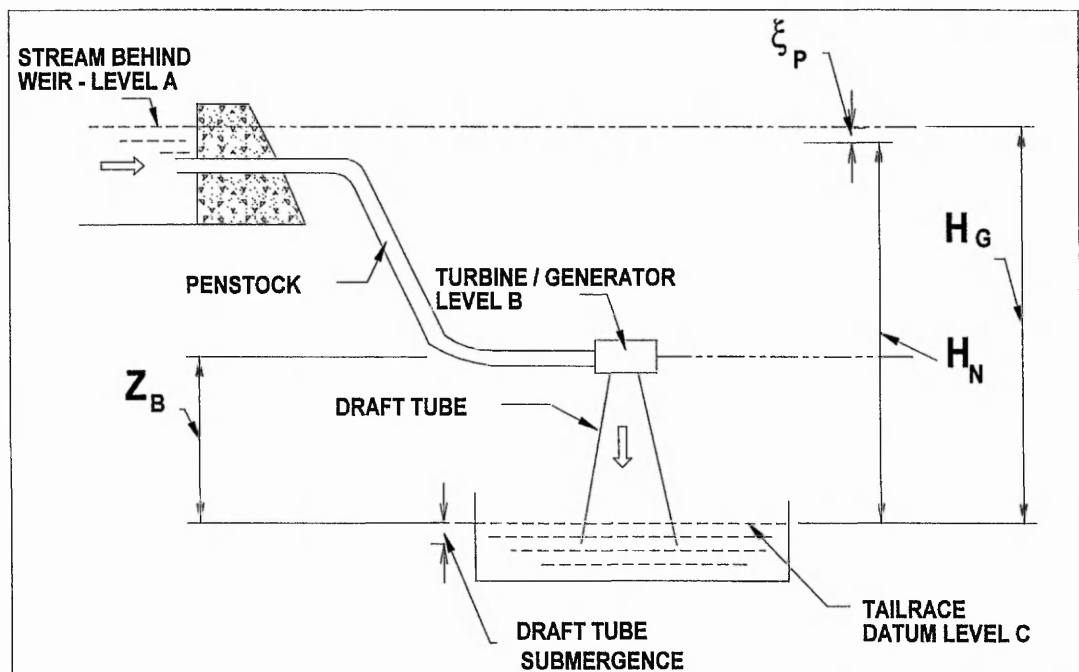 STREAM BEHIND
WEIR - LEVEL A
ξP
HG
PENSTOCK
TURBINE / GENERATOR
LEVEL B
HN
ZB
DRAFT TUBE
TAILRACE
DATUM LEVEL C
DRAFT TUBE
SUBMERGENCE